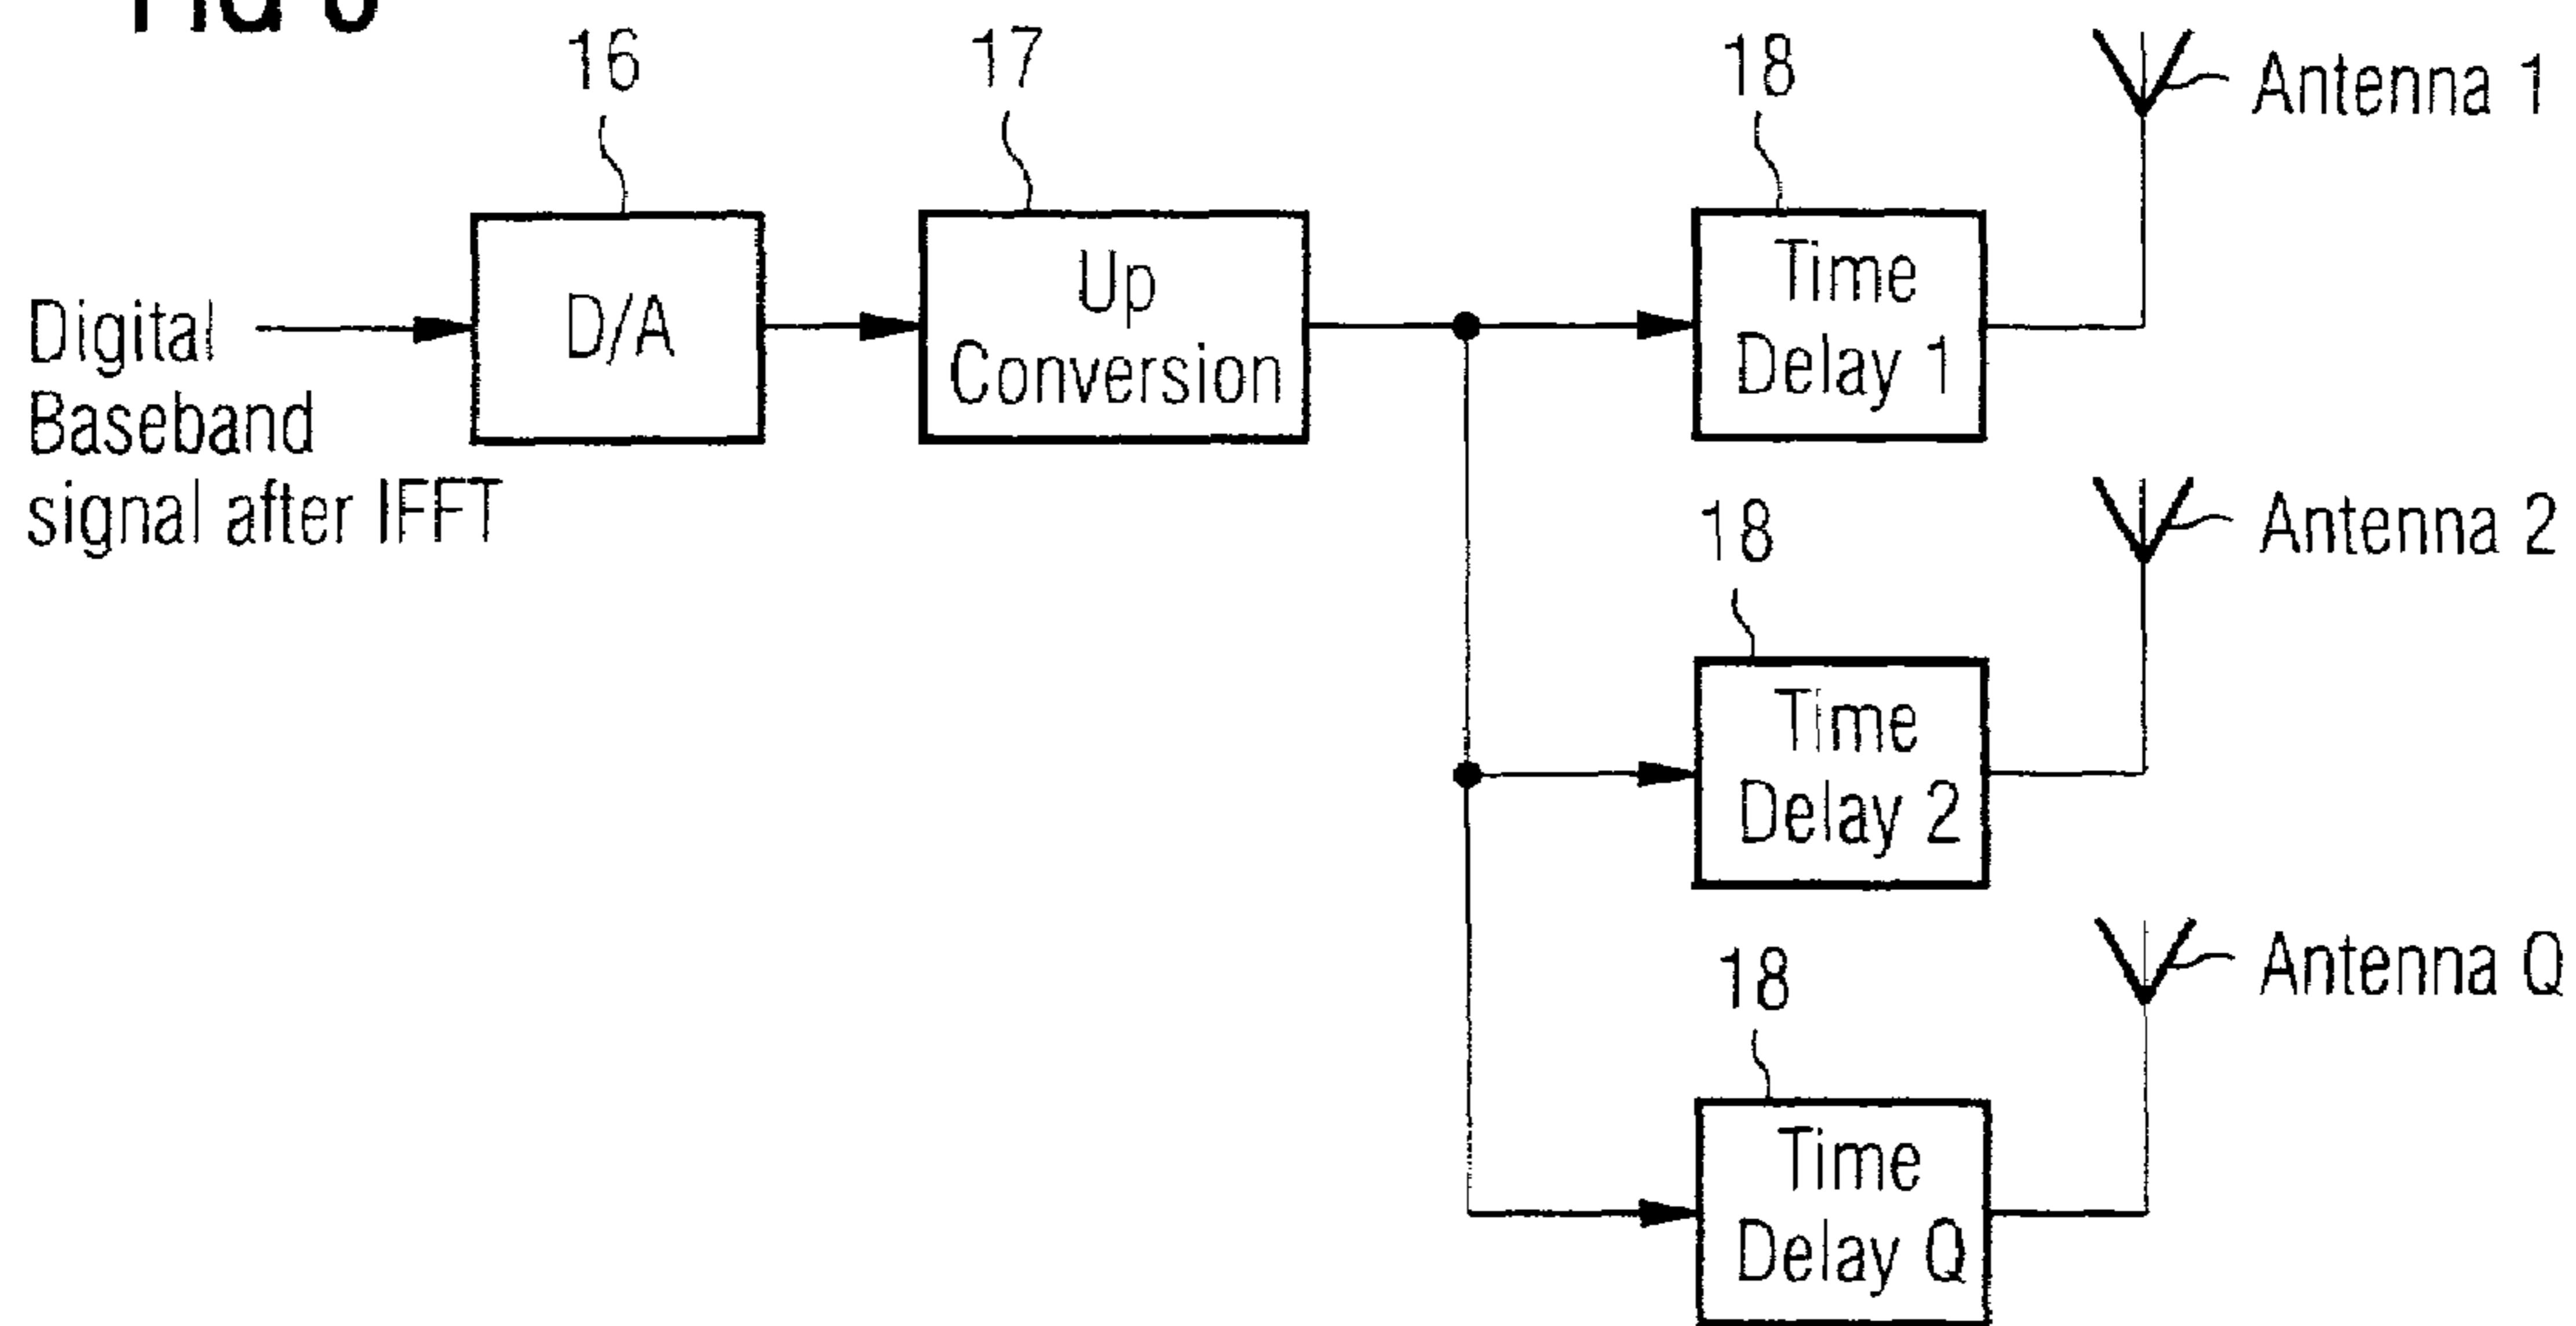 16
17
18
Antenna 1
Digital
Baseband
signal after IFFT
D/A
Up
Conversion
Time
Delay 1
18
Antenna 2
Time
Delay 2
18
Antenna Q
Time
Delay Q